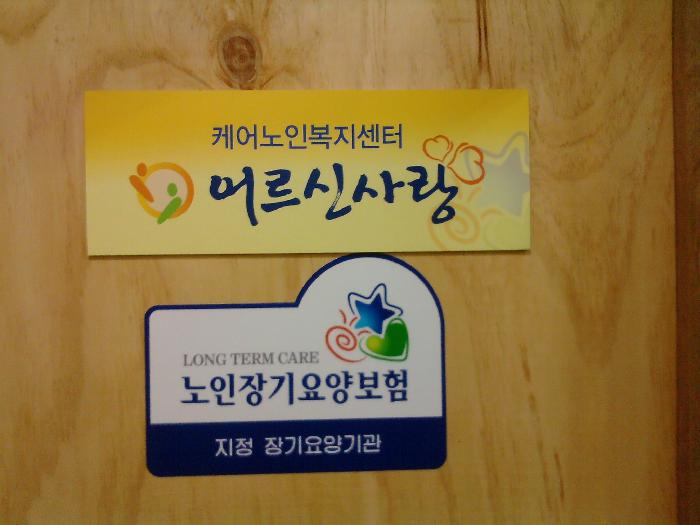 케어노인복지센터
어르신사랑
LONG TERM CARE
노인장기요양보험
지정 장기요양기관